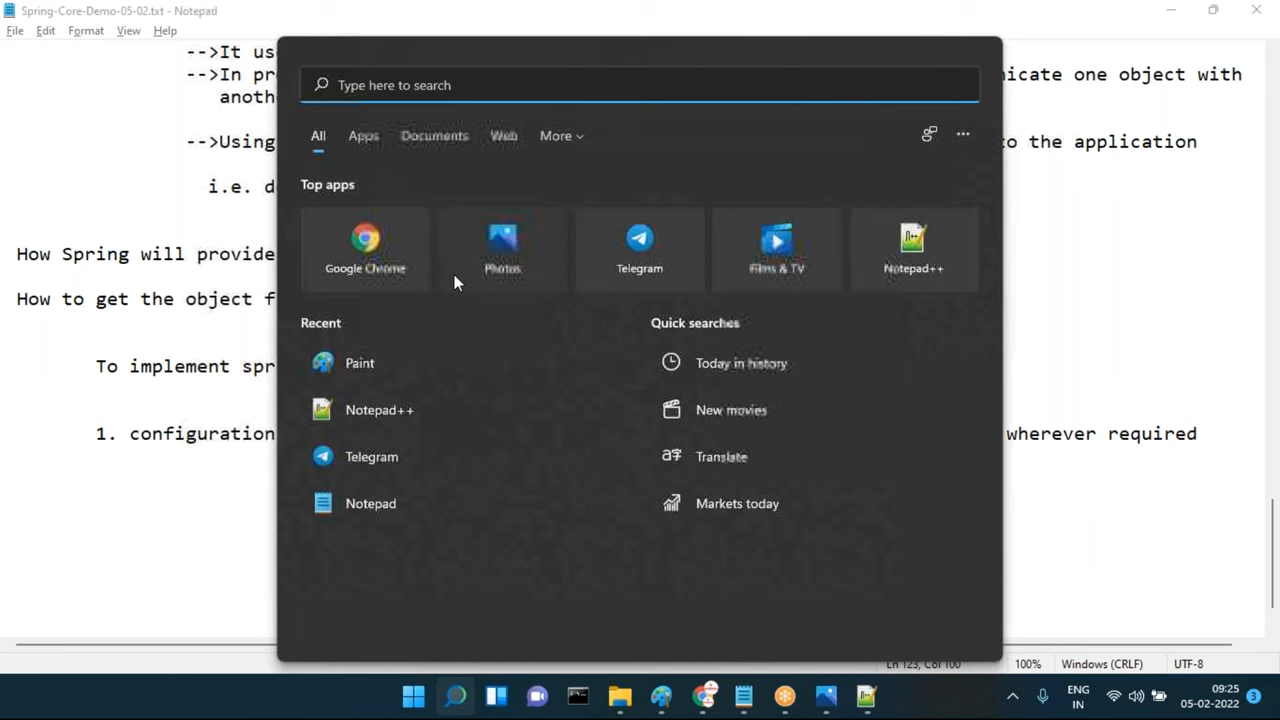 Spring-Core-Demo-05-02.txt - Notepad
File Edit Format View Help
-->It us
-->In pr
nicate one object with
anoth
-->Using
to the application
i.e. d
How Spring will provide
How to get the object f
To implement spr
1. configuration
wherever required
Type here to search
All Apps Documents Web More
Top apps
Google Chrome Photos Telegram Films & TV Notepad++
Recent
Quick searches
Paint
Today in history
Notepad++
New movies
Telegram
Translate
Notepad
Markets today
Ln 123, Col 100 100% Windows (CRLF) UTF-8
ENG
IN
09:25
05-02-2022
3